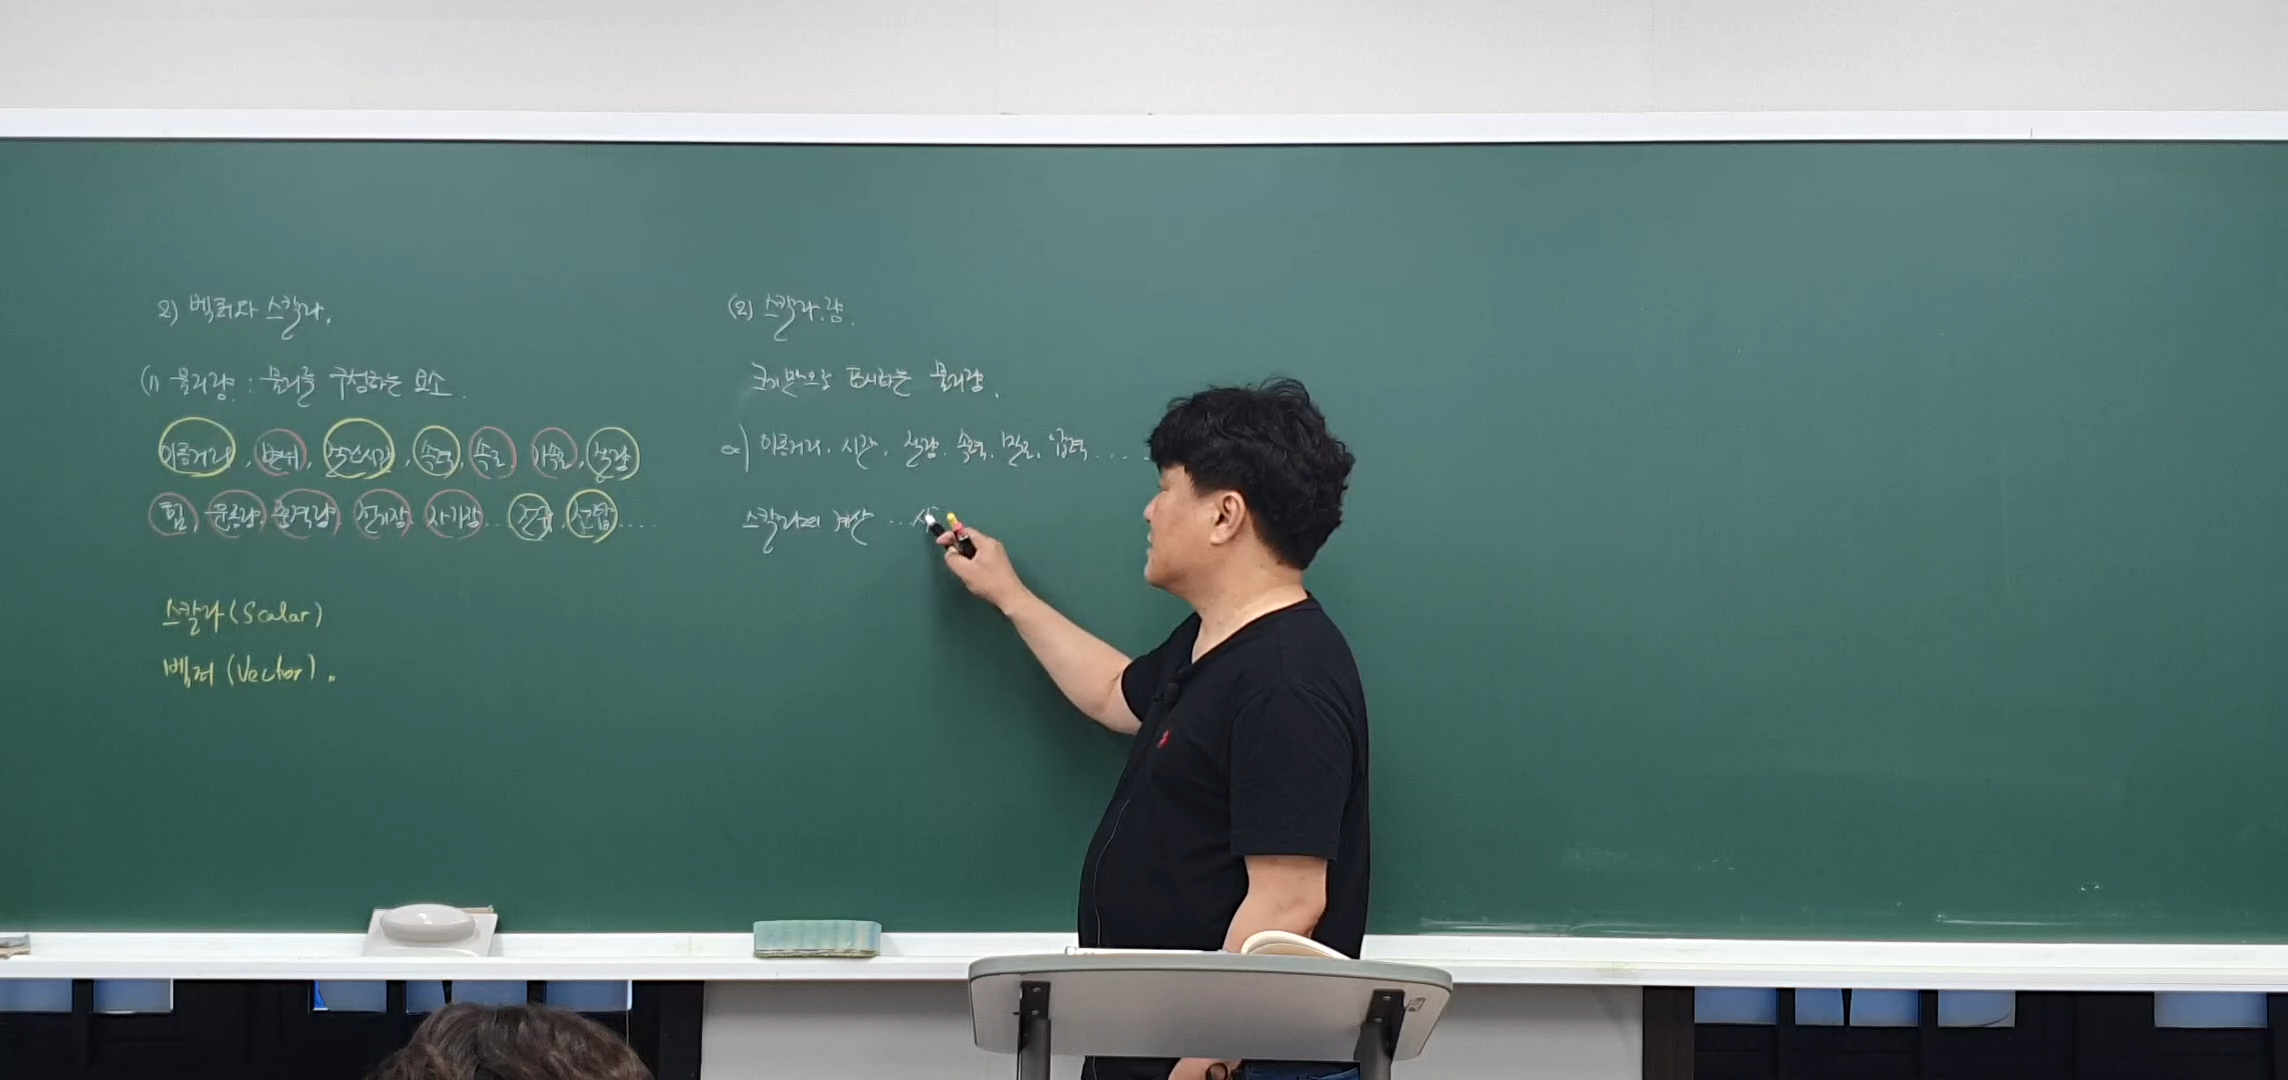 2) 벡터와 스칼라.
(1) 물리량 : 물리를 구성하는 요소.
이동거리, 변위, 걸린시간, 속력, 속도, 가속도, 질량
힘, 운동량, 충격량, 전기장, 자기장.. 전류, 전압....
스칼라 (Scalar)
벡터 (Vector).
(2) 스칼라.량.
크기만으로 표시하는 물리량.
ex) 이동거리, 시간, 질량, 속력, 밀도, 압력.....
스칼라의 계산 ...